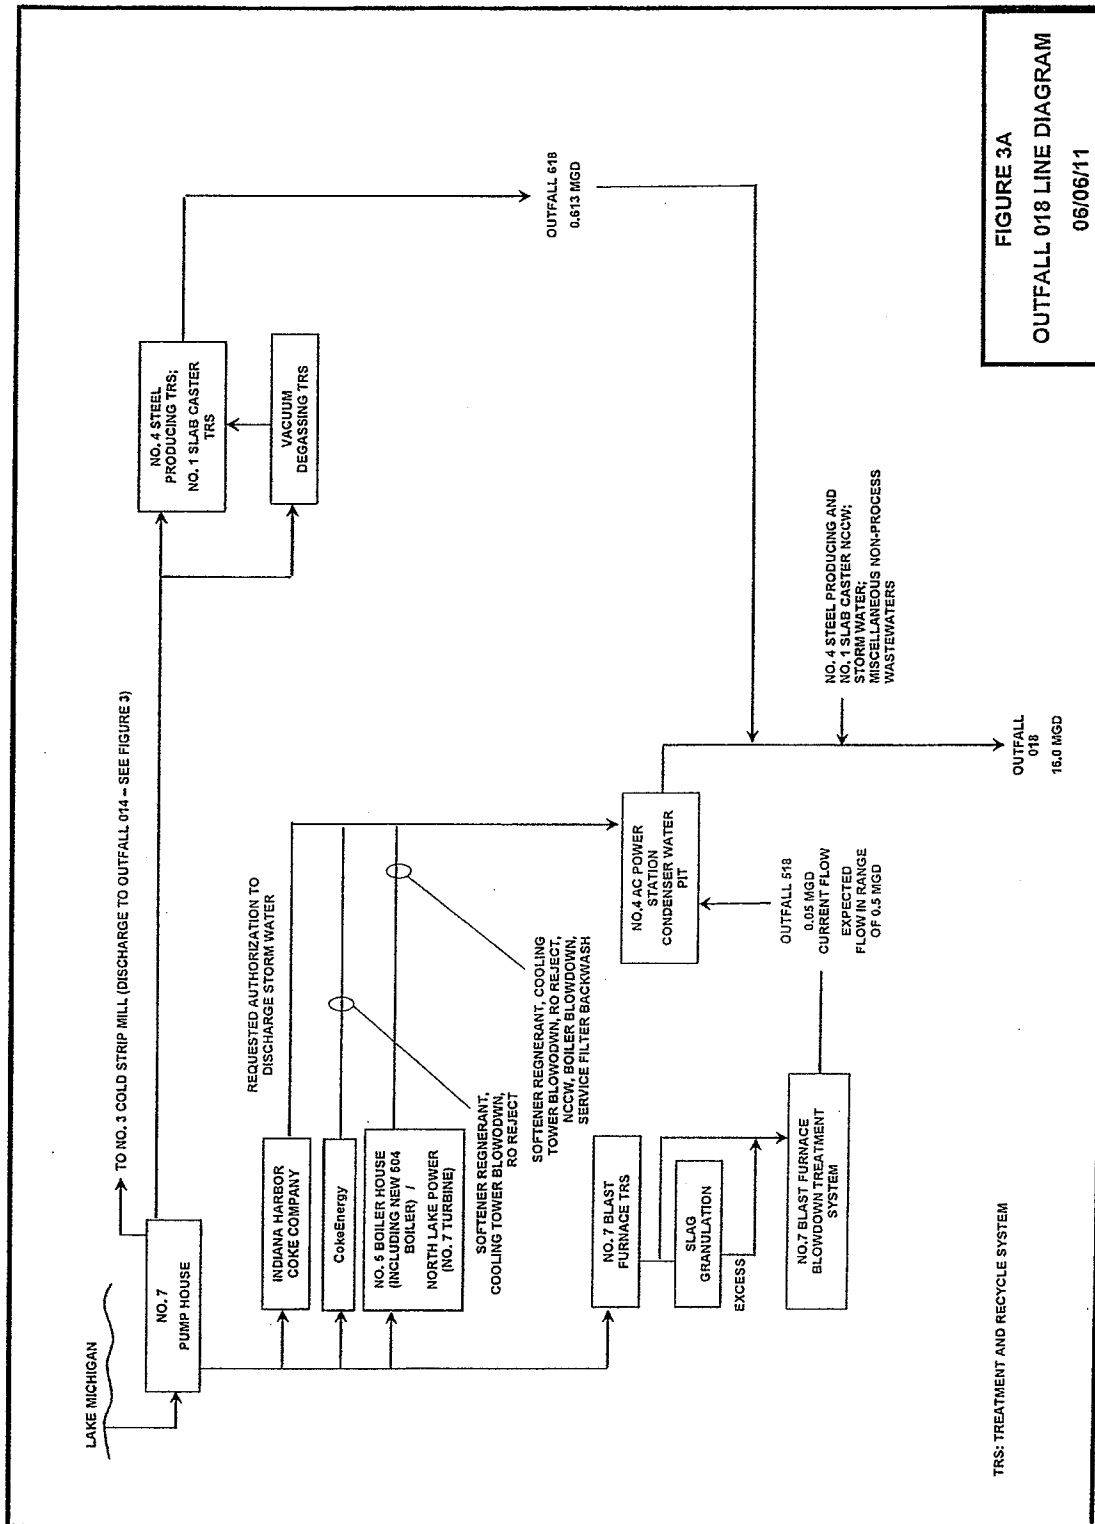 LAKE MICHIGAN
NO. 7
PUMP HOUSE
TO NO. 3 COLD STRIP MILL (DISCHARGE TO OUTFALL 014 – SEE FIGURE 3)
NO. 4 STEEL
PRODUCING TRS;
NO. 1 SLAB CASTER
TRS
VACUUM
DEGASSING TRS
OUTFALL 618
0.613 MGD
INDIANA HARBOR
COKE COMPANY
REQUESTED AUTHORIZATION TO
DISCHARGE STORM WATER
CokeEnergy
NO. 5 BOILER HOUSE
(INCLUDING NEW 504
BOILER) /
NORTH LAKE POWER
(NO. 7 TURBINE)
SOFTENER REGNERANT,
COOLING TOWER BLOWODWN,
RO REJECT
SOFTENER REGNERANT, COOLING
TOWER BLOWODWN, RO REJECT,
NCCW, BOILER BLOWDOWN,
SERVICE FILTER BACKWASH
NO.4 AC POWER
STATION
CONDENSER WATER
PIT
NO. 7 BLAST
FURNACE TRS
SLAG
GRANULATION
EXCESS
NO.7 BLAST FURNACE
BLOWDOWN TREATMENT
SYSTEM
OUTFALL 518
0.05 MGD
CURRENT FLOW
EXPECTED
FLOW IN RANGE
OF 0.5 MGD
NO. 4 STEEL PRODUCING AND
NO. 1 SLAB CASTER NCCW;
STORM WATER;
MISCELLANEOUS NON-PROCESS
WASTEWATERS
OUTFALL
018
16.0 MGD
TRS: TREATMENT AND RECYCLE SYSTEM
FIGURE 3A
OUTFALL 018 LINE DIAGRAM
06/06/11